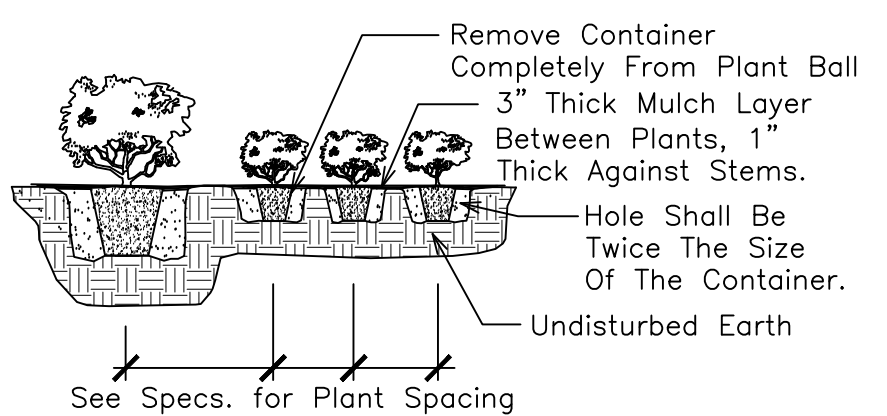 Remove Container
Completely From Plant Ball
3” Thick Mulch Layer
Between Plants, 1”
Thick Against Stems.
Hole Shall Be
Twice The Size
Of The Container.
Undisturbed Earth
See Specs. for Plant Spacing